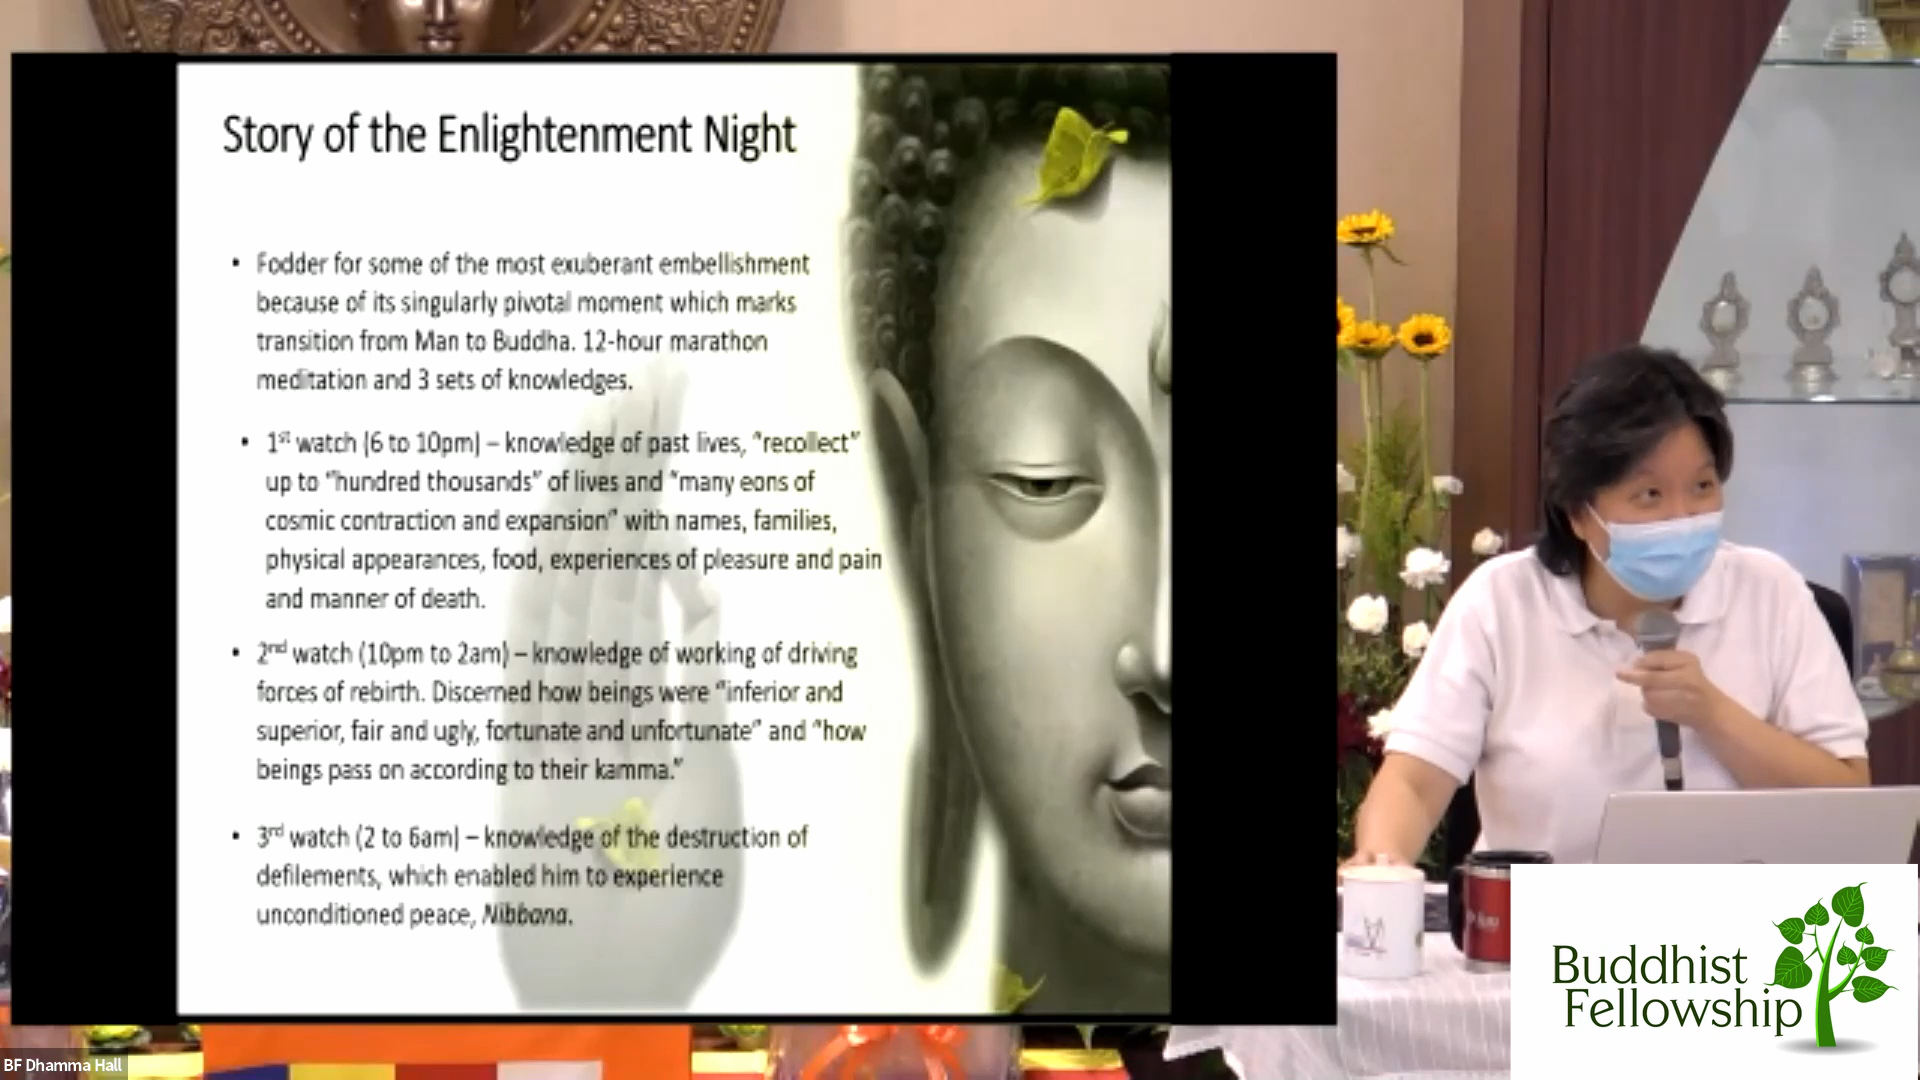 Story of the Enlightenment Night
• Fodder for some of the most exuberant embellishment
because of its singularly pivotal moment which marks
transition from Man to Buddha. 12-hour marathon
meditation and 3 sets of knowledges.
• 1st watch (6 to 10pm) – knowledge of past lives, "recollect"
up to "hundred thousands" of lives and "many eons of
cosmic contraction and expansion" with names, families,
physical appearances, food, experiences of pleasure and pain
and manner of death.
• 2nd watch (10pm to 2am) – knowledge of working of driving
forces of rebirth. Discerned how beings were "inferior and
superior, fair and ugly, fortunate and unfortunate" and "how
beings pass on according to their kamma."
• 3rd watch (2 to 6am) – knowledge of the destruction of
defilements, which enabled him to experience
unconditioned peace, Nibbana.
Buddhist
Fellowship
BF Dhamma Hall